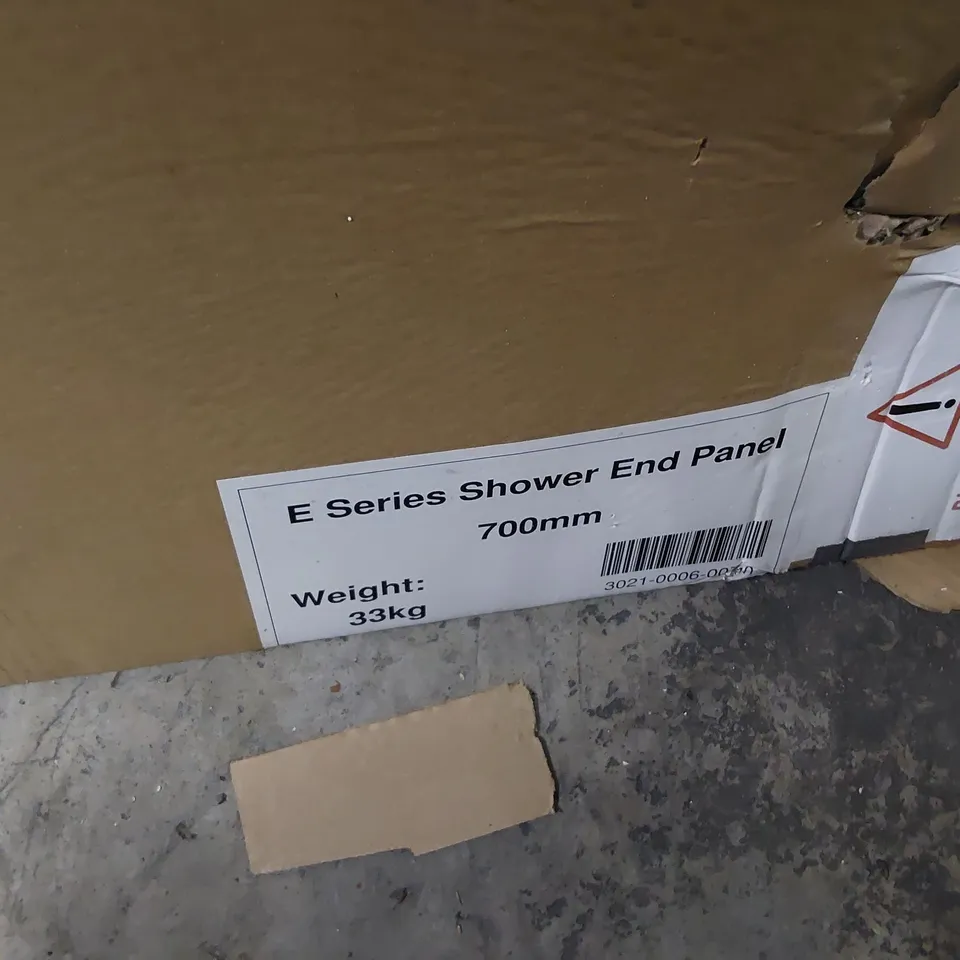 E Series Shower End Panel
700mm
Weight:
33kg